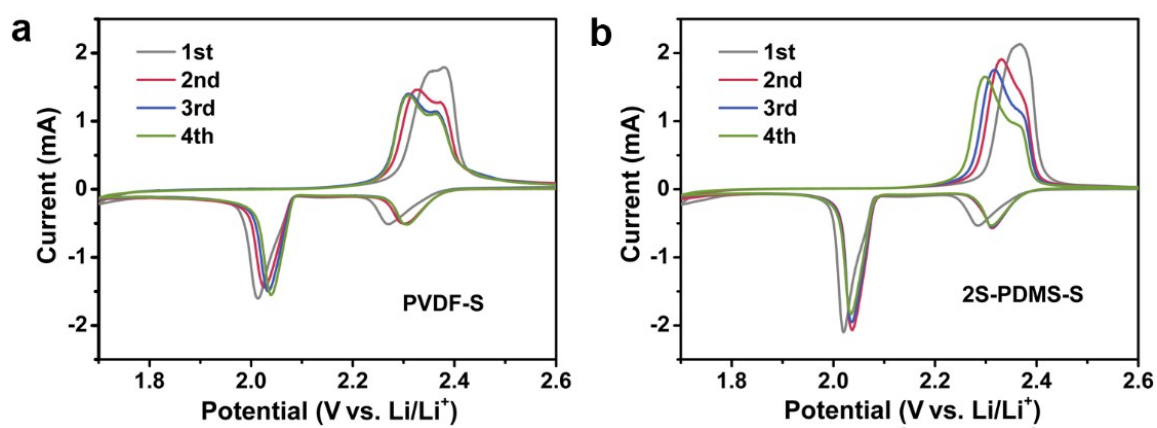 a
2
1
0
-1
-2
Current (mA)
1st
2nd
3rd
4th
PVDF-S
1.8 2.0 2.2 2.4 2.6
Potential (V vs. Li/Li⁺)
b
2
1
0
-1
-2
Current (mA)
1st
2nd
3rd
4th
2S-PDMS-S
1.8 2.0 2.2 2.4 2.6
Potential (V vs. Li/Li⁺)